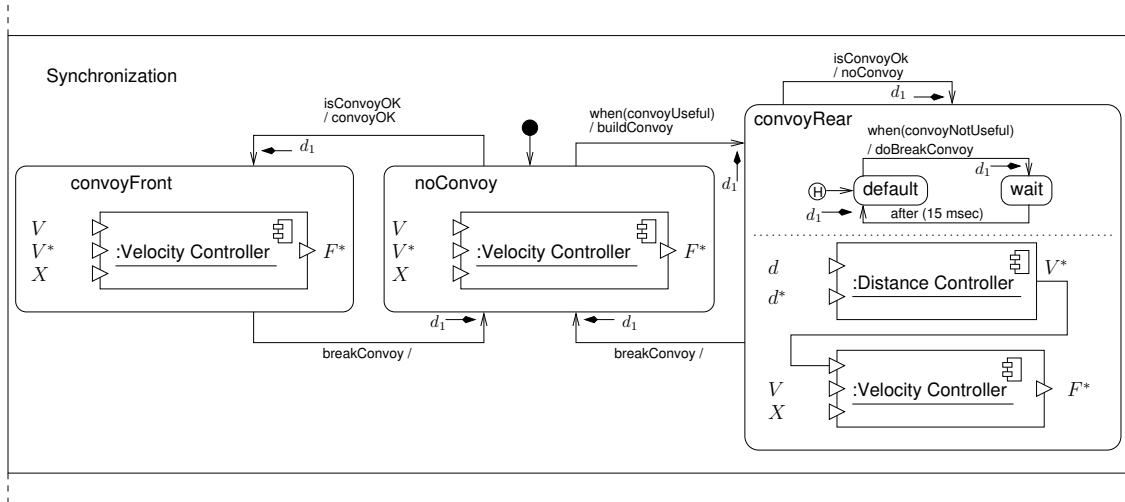 Synchronization
isConvoyOK
/ convoyOK
d₁
when(convoyUseful)
/ buildConvoy
d₁
isConvoyOk
/ noConvoy
d₁
convoyFront
V
V*
X
:Velocity Controller
F*
noConvoy
V
V*
X
:Velocity Controller
F*
convoyRear
when(convoyNotUseful)
/ doBreakConvoy
d₁
H
default
wait
d₁
after (15 msec)
d
d*
:Distance Controller
V*
V
X
:Velocity Controller
F*
d₁
d₁
breakConvoy /
breakConvoy /